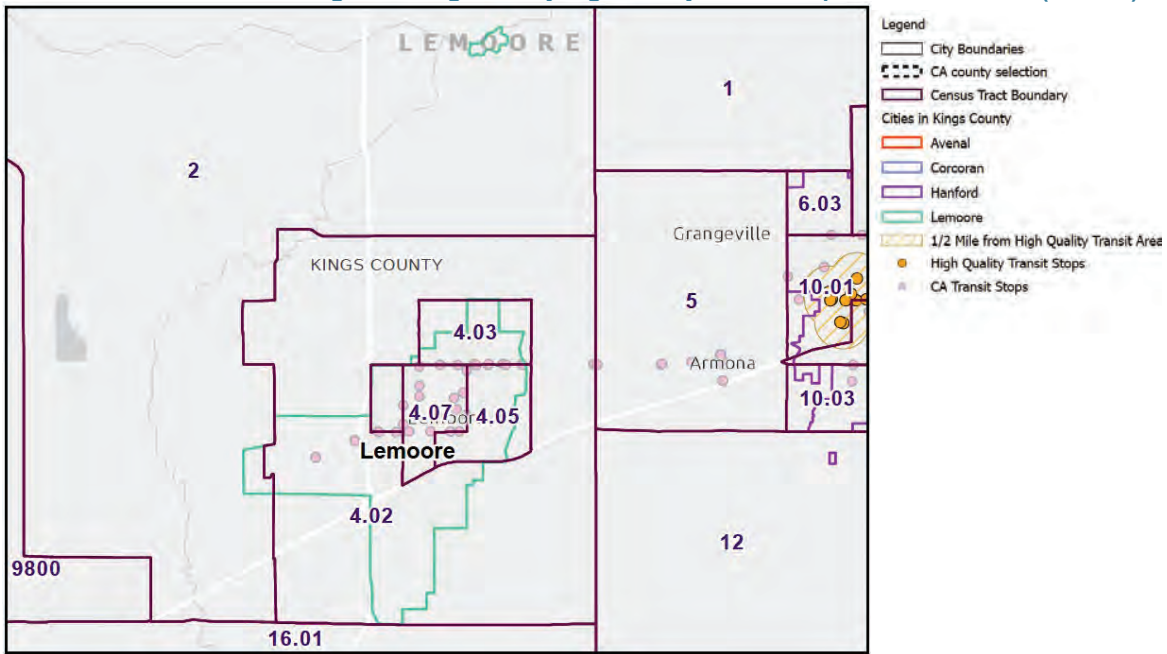 LEMOORE
1
2
6.03
Grangeville
KINGS COUNTY
10.01
5
4.03
Armona
10.03
4.07
4.05
Lemoore
4.02
12
9800
16.01
Legend
City Boundaries
CA county selection
Census Tract Boundary
Cities in Kings County
Avenal
Corcoran
Hanford
Lemoore
1/2 Mile from High Quality Transit Area
High Quality Transit Stops
CA Transit Stops